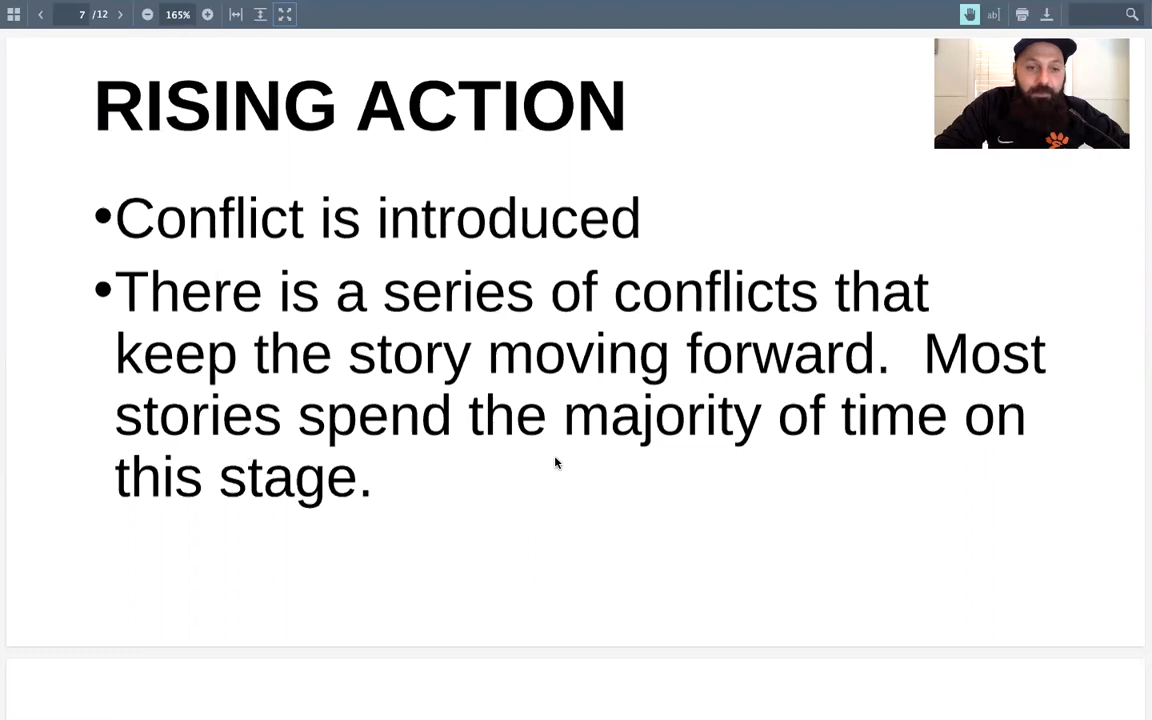 7 /12 165% ab
RISING ACTION
•Conflict is introduced
•There is a series of conflicts that
keep the story moving forward.  Most
stories spend the majority of time on
this stage.